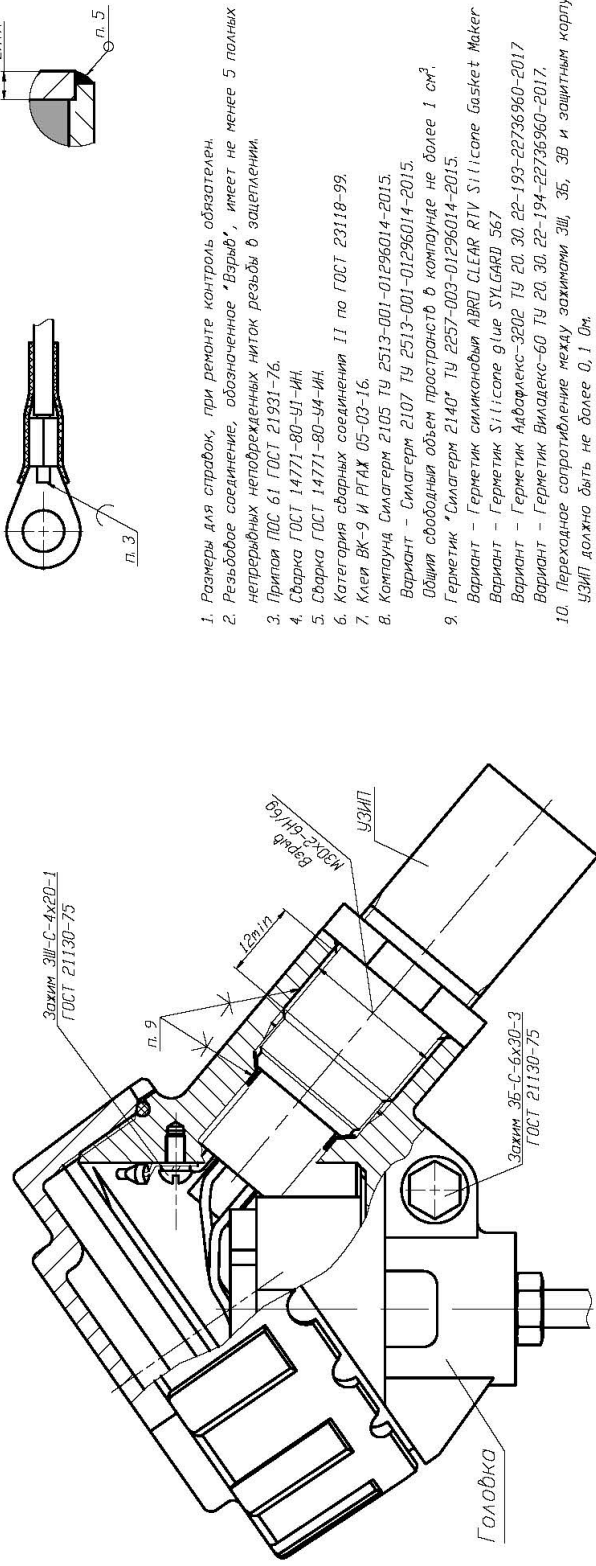 Зажим ЗШ-С-4х20-1
ГОСТ 21130-75
п. 9
12min
Взрыв
М30х2-6Н/6g
УЗИП
Зажим ЗБ-С-6х30-3
ГОСТ 21130-75
Головка
п. 3
п. 5
1. Размеры для справок, при ремонте контроль обязателен.
2. Резьбовое соединение, обозначенное "Взрыв", имеет не менее 5 полных
непрерывных неповрежденных ниток резьбы в зацеплении.
3. Припой ПОС 61 ГОСТ 21931-76.
4. Сварка ГОСТ 14771-80-У1-ИН.
5. Сварка ГОСТ 14771-80-У4-ИН.
6. Категория сварных соединений II по ГОСТ 23118-99.
7. Клеи ВК-9 И РГАЖ 05-03-16.
8. Компаунд Силагерм 2105 ТУ 2513-001-01296014-2015.
Вариант - Силагерм 2107 ТУ 2513-001-01296014-2015.
Общий свободный объем пространств в компаунде не более 1 см³.
9. Герметик "Силагерм 2140" ТУ 2257-003-01296014-2015.
Вариант - Герметик силиконовый ABRO CLEAR RTV Silicone Gasket Maker
Вариант - Герметик Silicone glue SYLGARD 567
Вариант - Герметик Адвафлекс-3202 ТУ 20.30.22-193-22736960-2017
Вариант - Герметик Виладекс-60 ТУ 20.30.22-194-22736960-2017.
10. Переходное сопротивление между зажимами ЗШ, ЗБ, ЗВ и защитным корпу
УЗИП должно быть не более 0,1 Ом.